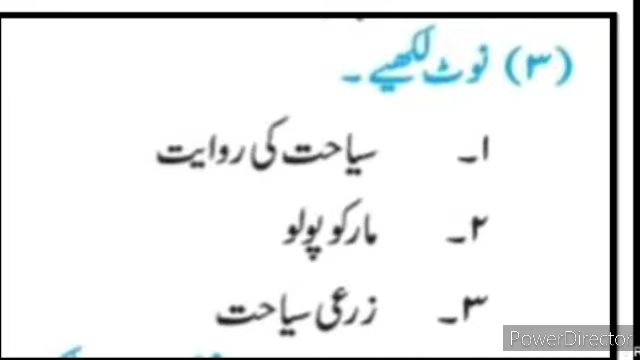 (۳) نوٹ لکھیے ۔
۱۔ سیاحت کی روایت
۲۔ مارکو پولو
۳۔ زرعی سیاحت
PowerDirector